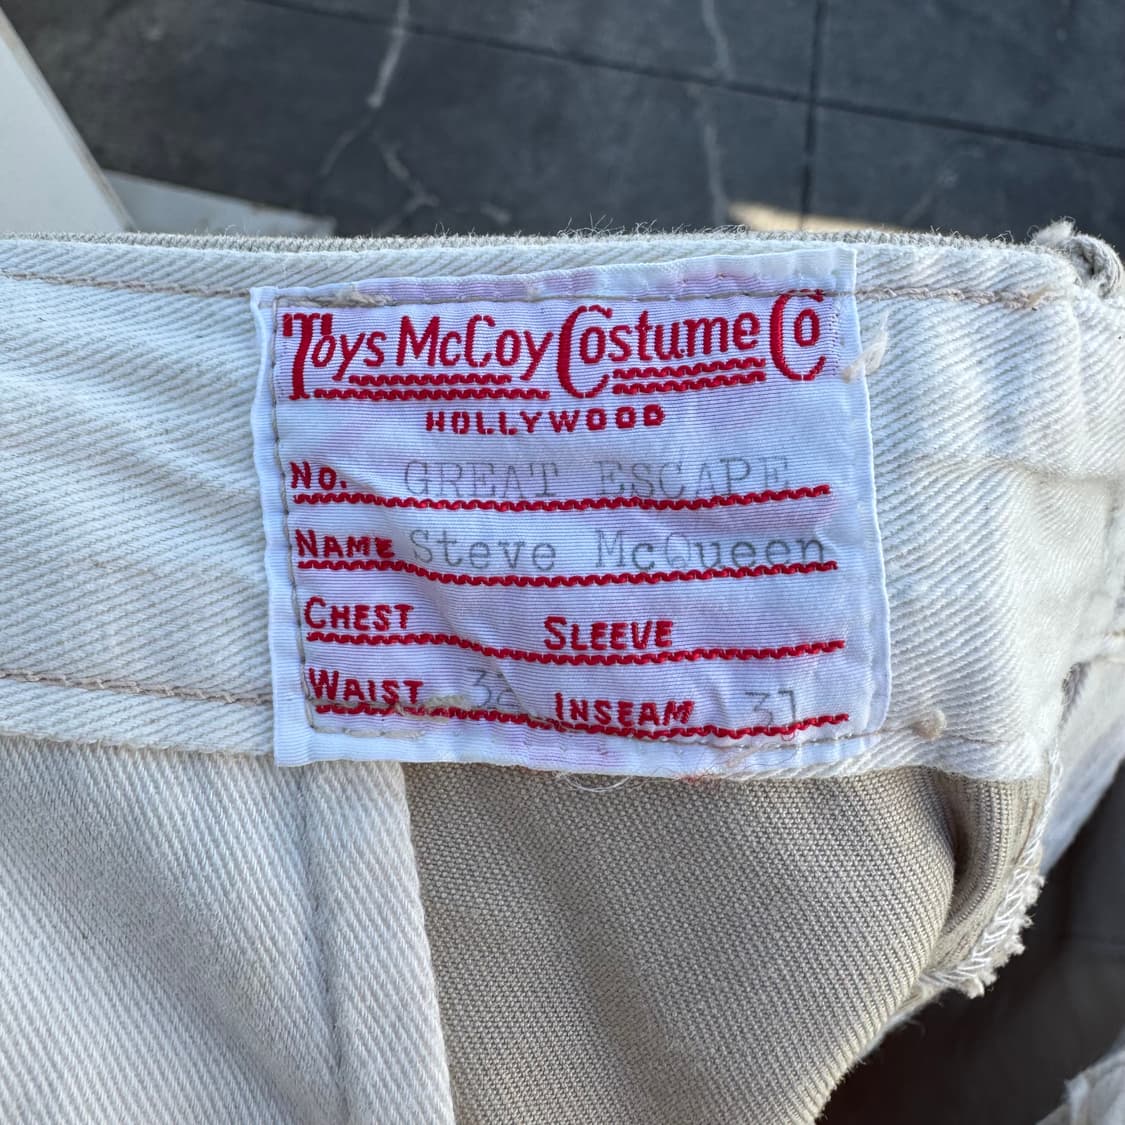 Toys McCoy Costume Co
HOLLYWOOD
No. GREAT ESCAPE
NAME Steve McQueen
CHEST SLEEVE
WAIST 32 INSEAM 31